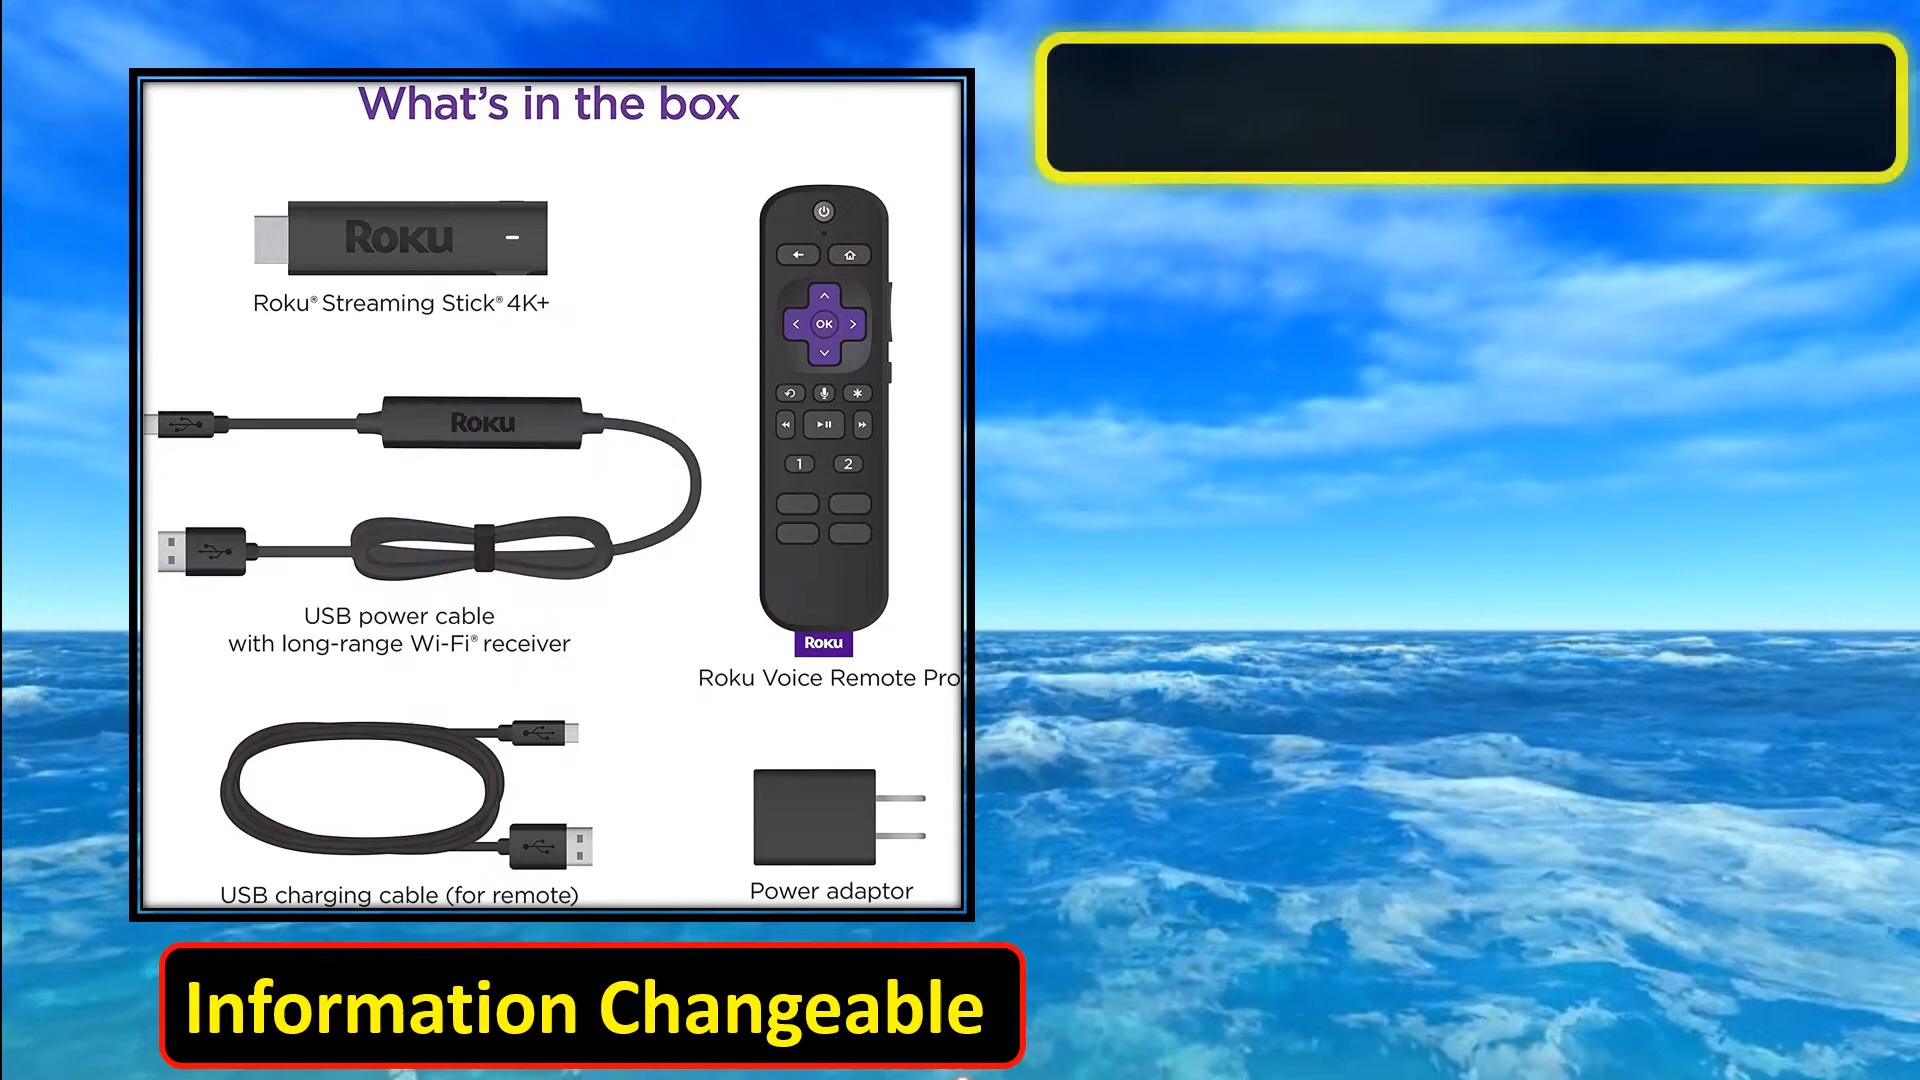 What's in the box
Roku
Roku® Streaming Stick® 4K+
OK
Roku
1 2
USB power cable
with long-range Wi-Fi® receiver
Roku
Roku Voice Remote Pro
USB charging cable (for remote)
Power adaptor
Information Changeable